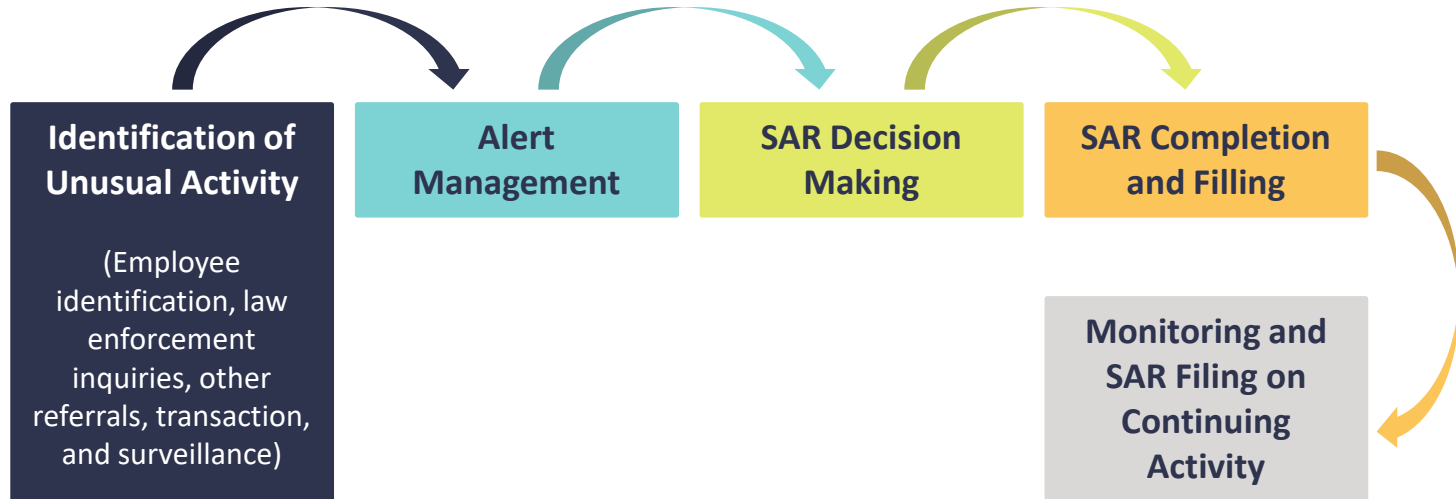 Identification of
Unusual Activity
(Employee
identification, law
enforcement
inquiries, other
referrals, transaction,
and surveillance)
Alert
Management
SAR Decision
Making
SAR Completion
and Filling
Monitoring and
SAR Filing on
Continuing
Activity